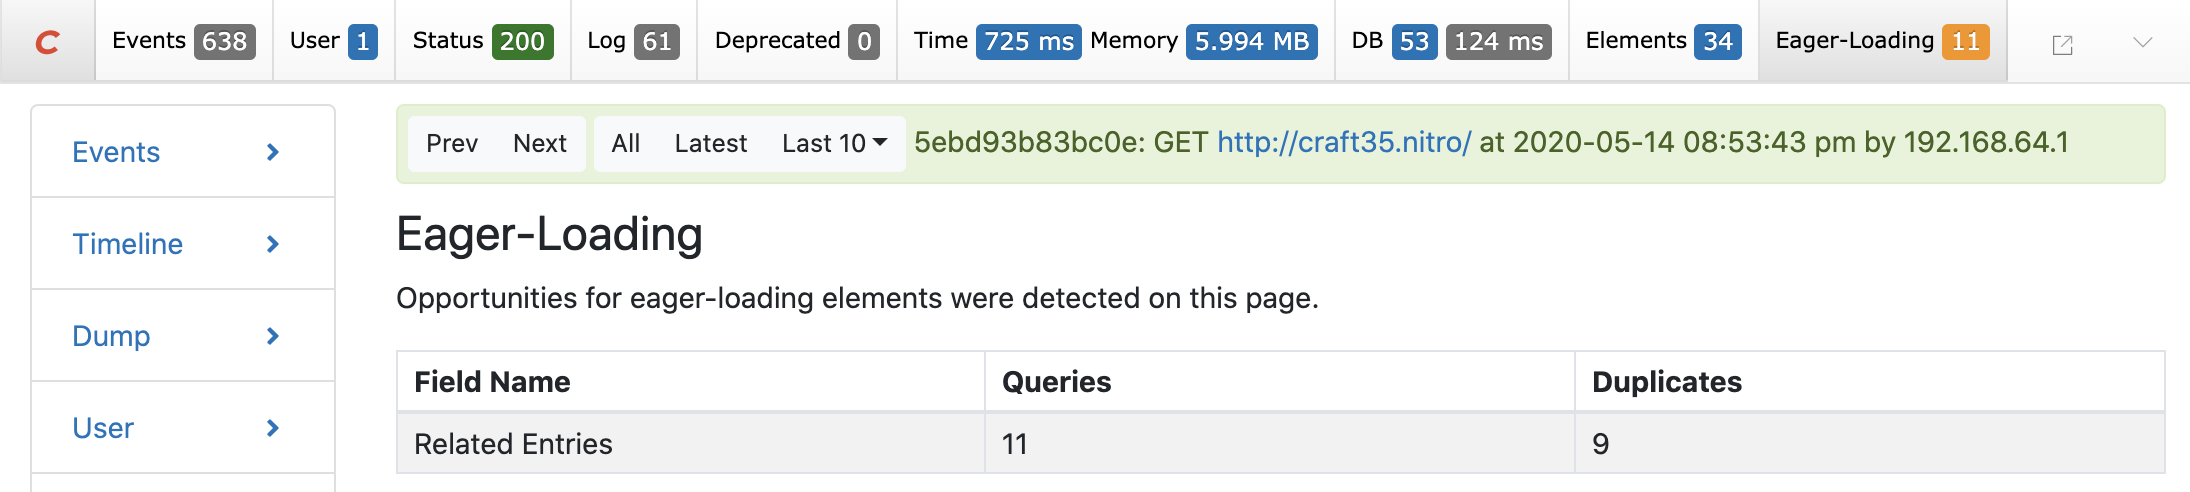 Events 638 User 1 Status 200 Log 61 Deprecated 0 Time 725 ms Memory 5.994 MB DB 53 124 ms Elements 34 Eager-Loading 11
Events
Timeline
Dump
User
Prev Next All Latest Last 10 5ebd93b83bc0e: GET http://craft35.nitro/ at 2020-05-14 08:53:43 pm by 192.168.64.1
Eager-Loading
Opportunities for eager-loading elements were detected on this page.
Field Name Queries Duplicates
Related Entries 11 9